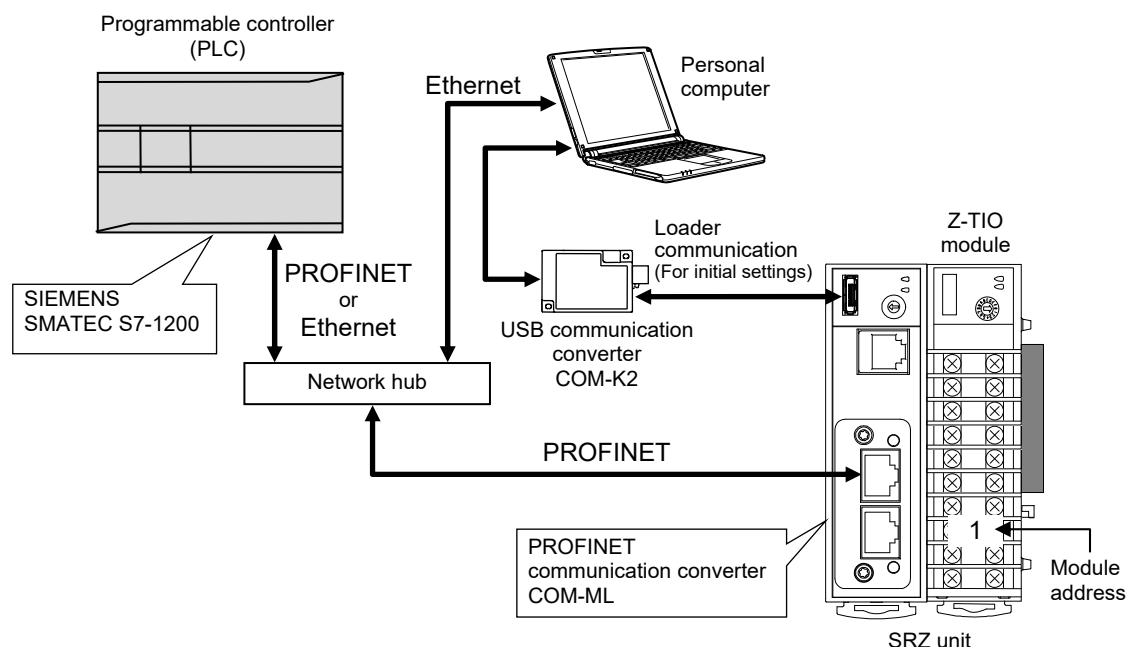 Programmable controller
(PLC)
Ethernet
Personal
computer
Z-TIO
module
Loader
communication
(For initial settings)
PROFINET
or
Ethernet
SIEMENS
SMATEC S7-1200
USB communication
converter
COM-K2
Network hub
PROFINET
1
PROFINET
communication converter
COM-ML
Module
address
SRZ unit